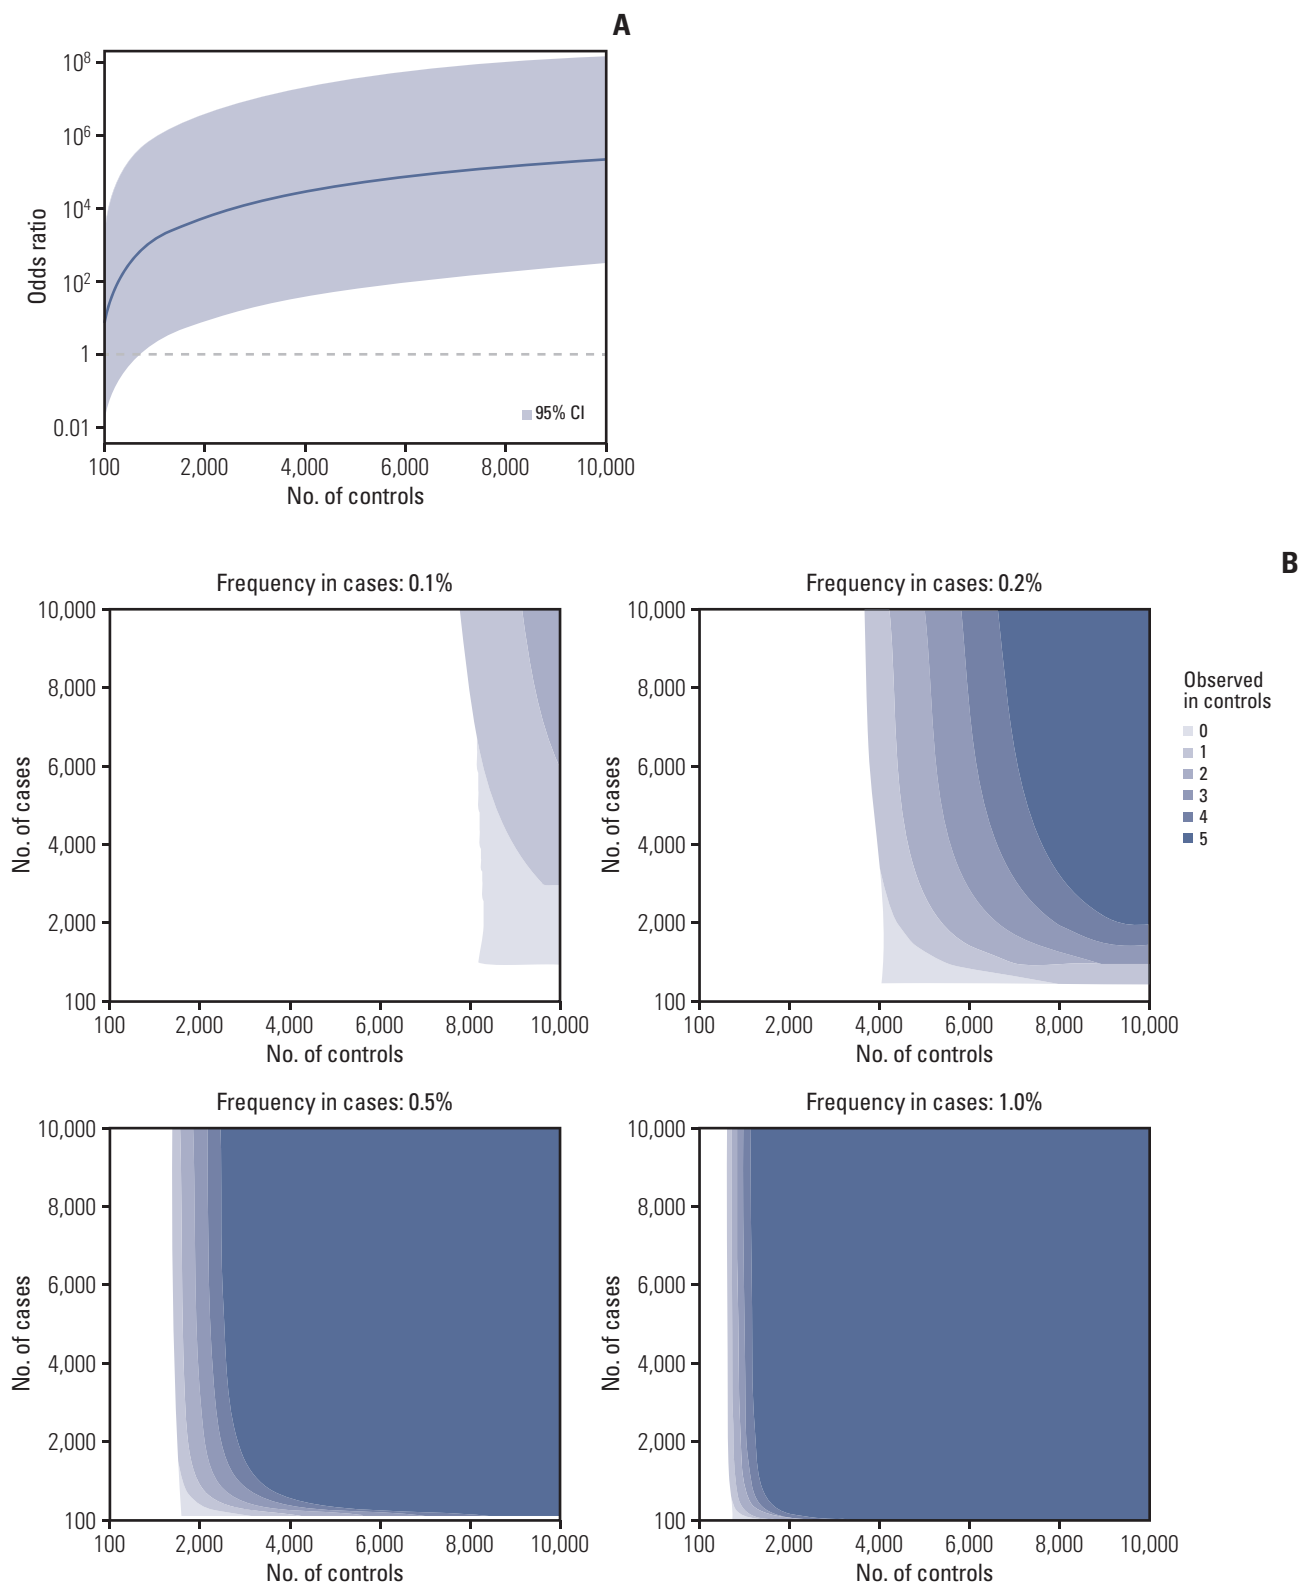 A
10⁸
10⁶
10⁴
10²
1
0.01
Odds ratio
95% CI
100 2,000 4,000 6,000 8,000 10,000
No. of controls
B
Frequency in cases: 0.1%
10,000
8,000
6,000
4,000
2,000
100
No. of cases
100 2,000 4,000 6,000 8,000 10,000
No. of controls
Frequency in cases: 0.2%
10,000
8,000
6,000
4,000
2,000
100
No. of cases
100 2,000 4,000 6,000 8,000 10,000
No. of controls
Observed
in controls
0
1
2
3
4
5
Frequency in cases: 0.5%
10,000
8,000
6,000
4,000
2,000
100
No. of cases
100 2,000 4,000 6,000 8,000 10,000
No. of controls
Frequency in cases: 1.0%
10,000
8,000
6,000
4,000
2,000
100
No. of cases
100 2,000 4,000 6,000 8,000 10,000
No. of controls